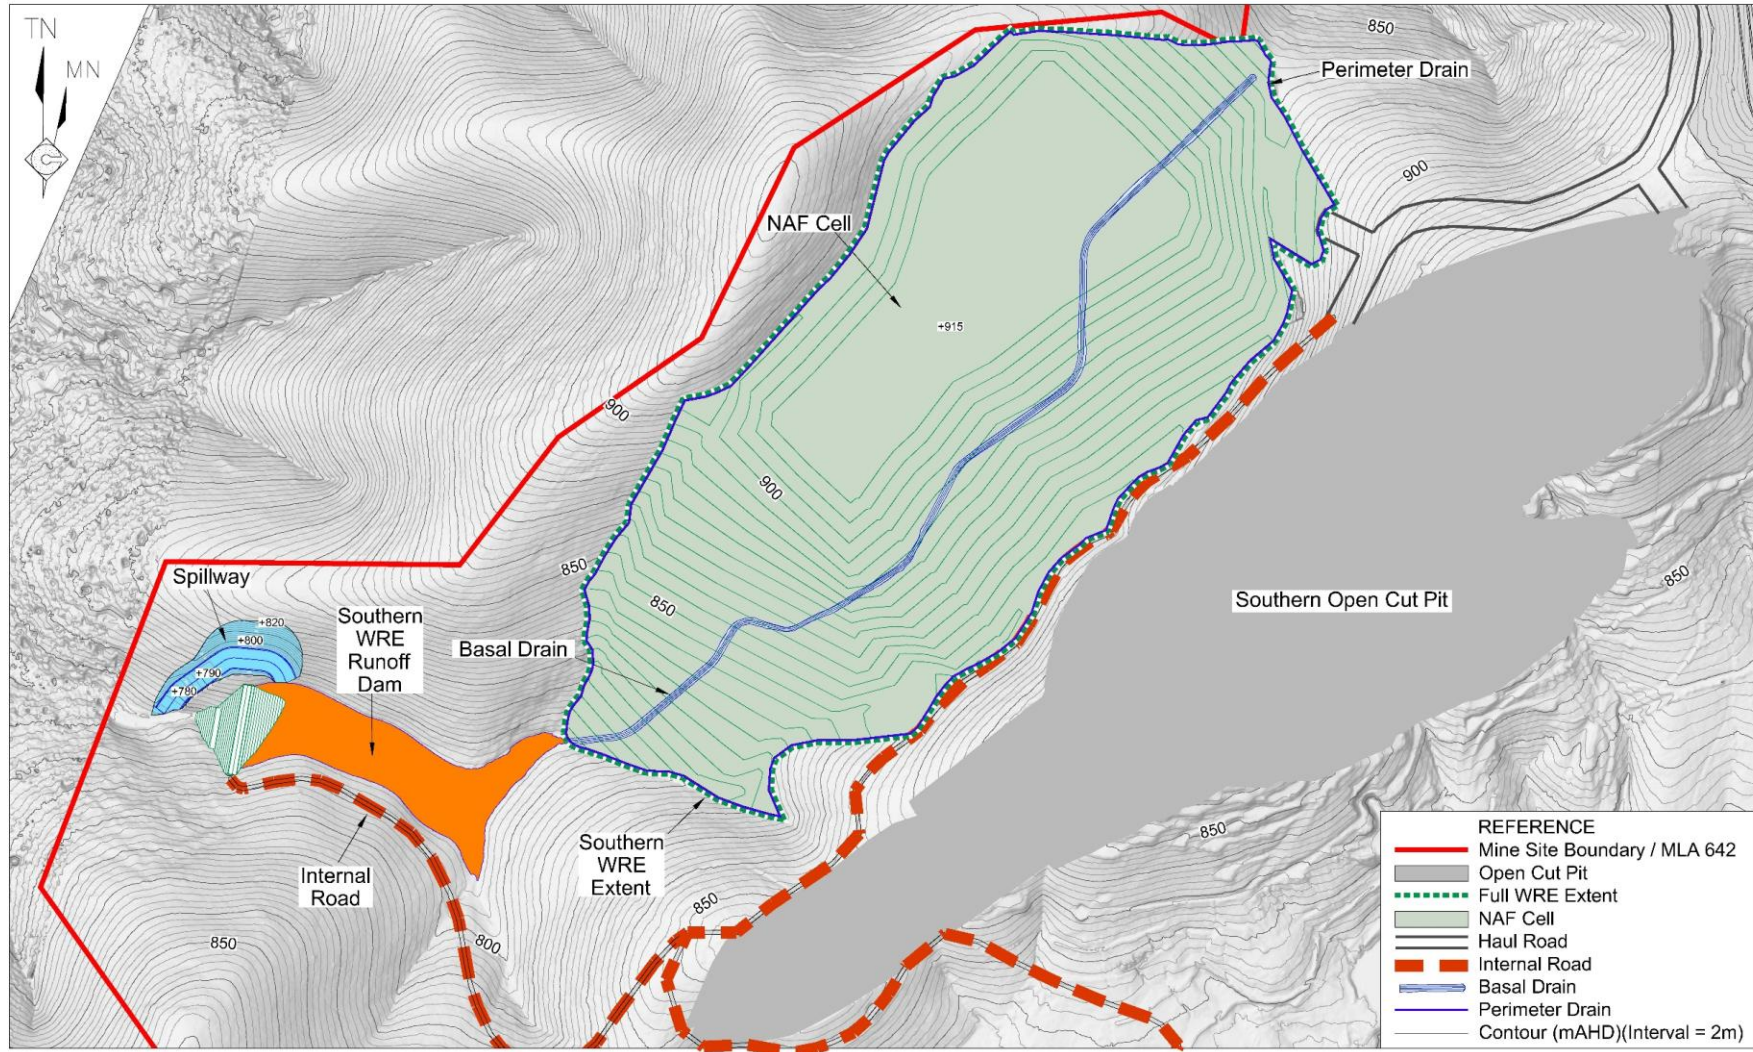 TN
MN
850
Perimeter Drain
900
NAF Cell
+915
900
900
850
850
Spillway
+820
+800
+790
+780
Southern
WRE
Runoff
Dam
Basal Drain
Southern Open Cut Pit
850
Southern
WRE
Extent
Internal
Road
850
800
850
850
REFERENCE
Mine Site Boundary / MLA 642
Open Cut Pit
Full WRE Extent
NAF Cell
Haul Road
Internal Road
Basal Drain
Perimeter Drain
Contour (mAHD)(Interval = 2m)